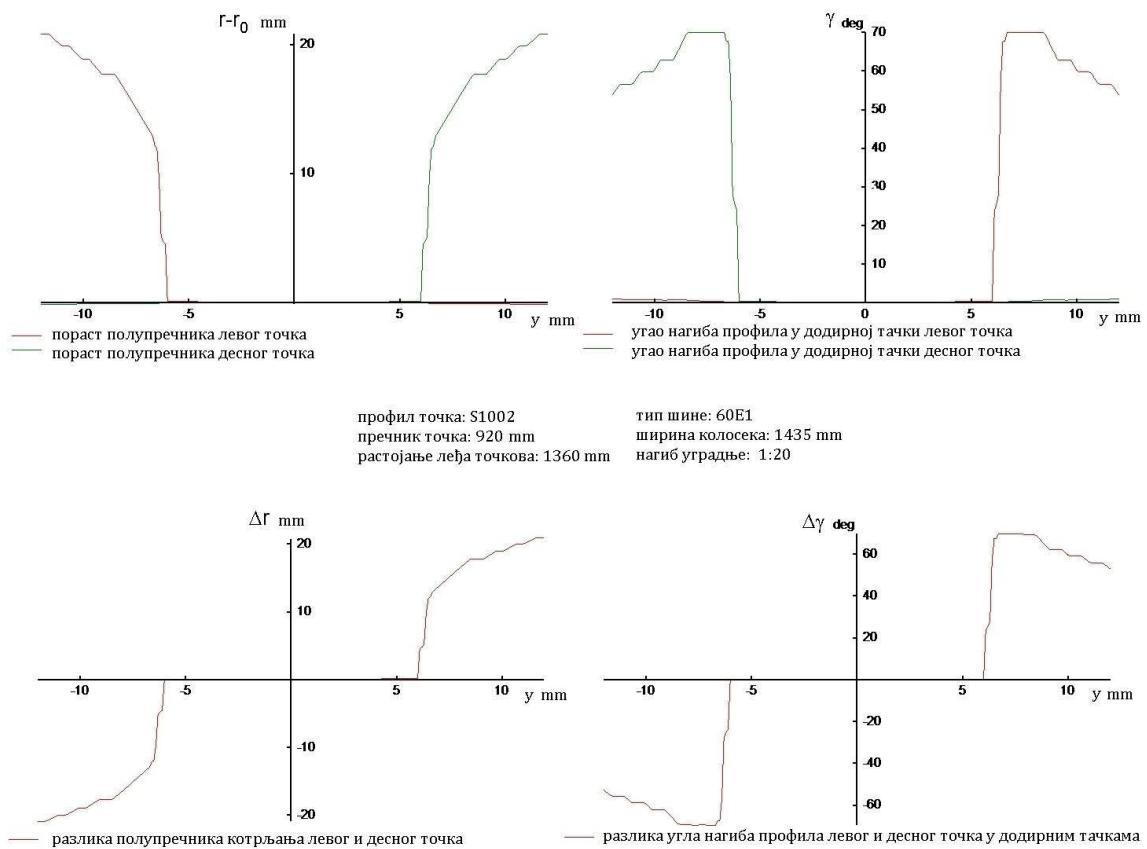 r-r₀ mm
20
10
-10
-5
5
10
y mm
пораст полупречника левог точка
пораст полупречника десног точка
γ deg
70
60
50
40
30
20
10
-10
-5
0
5
10
y mm
угао нагиба профила у додирној тачки левог точка
угао нагиба профила у додирној тачки десног точка
профил точка: S1002
пречник точка: 920 mm
растојање леђа точкова: 1360 mm
тип шине: 60E1
ширина колосека: 1435 mm
нагиб уградње: 1:20
Δr mm
20
10
-10
-5
5
10
y mm
-10
-20
разлика полупречника котрљања левог и десног точка
Δγ deg
60
40
20
-10
-5
5
10
y mm
-20
-40
-60
разлика угла нагиба профила левог и десног точка у додирним тачкама